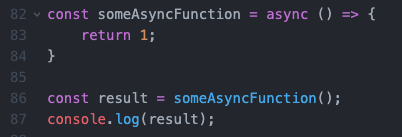 82 const someAsyncFunction = async () => {
83     return 1;
84 }
85
86 const result = someAsyncFunction();
87 console.log(result);